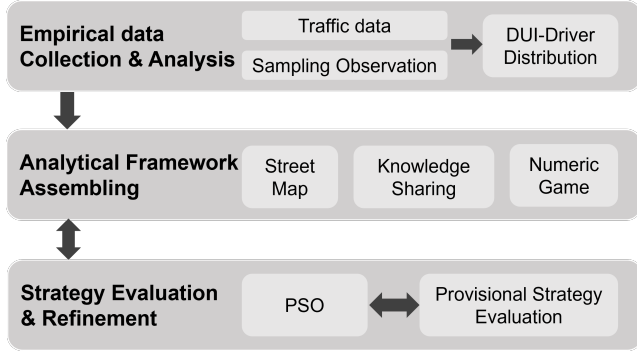 Empirical data
Collection & Analysis
Traffic data
Sampling Observation
DUI-Driver
Distribution
Analytical Framework
Assembling
Street
Map
Knowledge
Sharing
Numeric
Game
Strategy Evaluation
& Refinement
PSO
Provisional Strategy
Evaluation